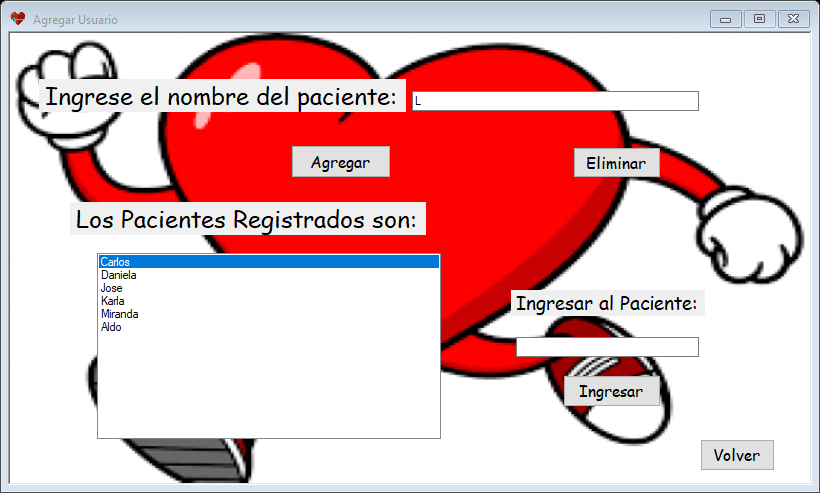 Agregar Usuario
Ingrese el nombre del paciente:
L
Agregar
Eliminar
Los Pacientes Registrados son:
Carlos
Daniela
Jose
Karla
Miranda
Aldo
Ingresar al Paciente:
Ingresar
Volver